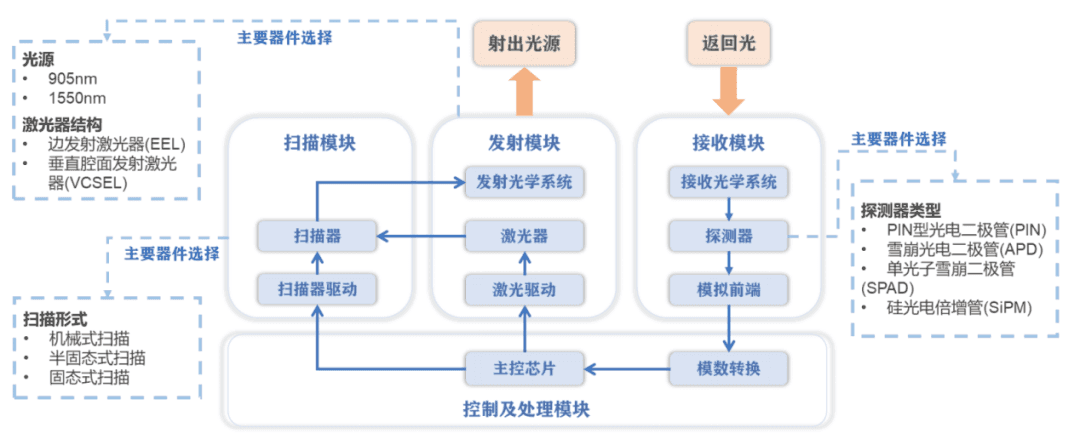 主要器件选择
射出光源
返回光
光源
• 905nm
• 1550nm
激光器结构
• 边发射激光器(EEL)
• 垂直腔面发射激光
器(VCSEL)
扫描模块
发射模块
接收模块
主要器件选择
发射光学系统
接收光学系统
探测器类型
• PIN型光电二极管(PIN)
• 雪崩光电二极管(APD)
• 单光子雪崩二极管
(SPAD)
• 硅光电倍增管(SiPM)
扫描器
激光器
探测器
主要器件选择
扫描器驱动
激光驱动
模拟前端
扫描形式
• 机械式扫描
• 半固态式扫描
• 固态式扫描
主控芯片
模数转换
控制及处理模块